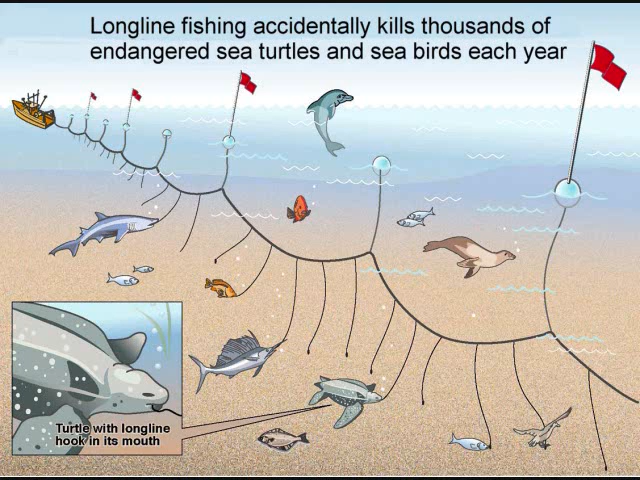 Longline fishing accidentally kills thousands of
endangered sea turtles and sea birds each year
Turtle with longline
hook in its mouth